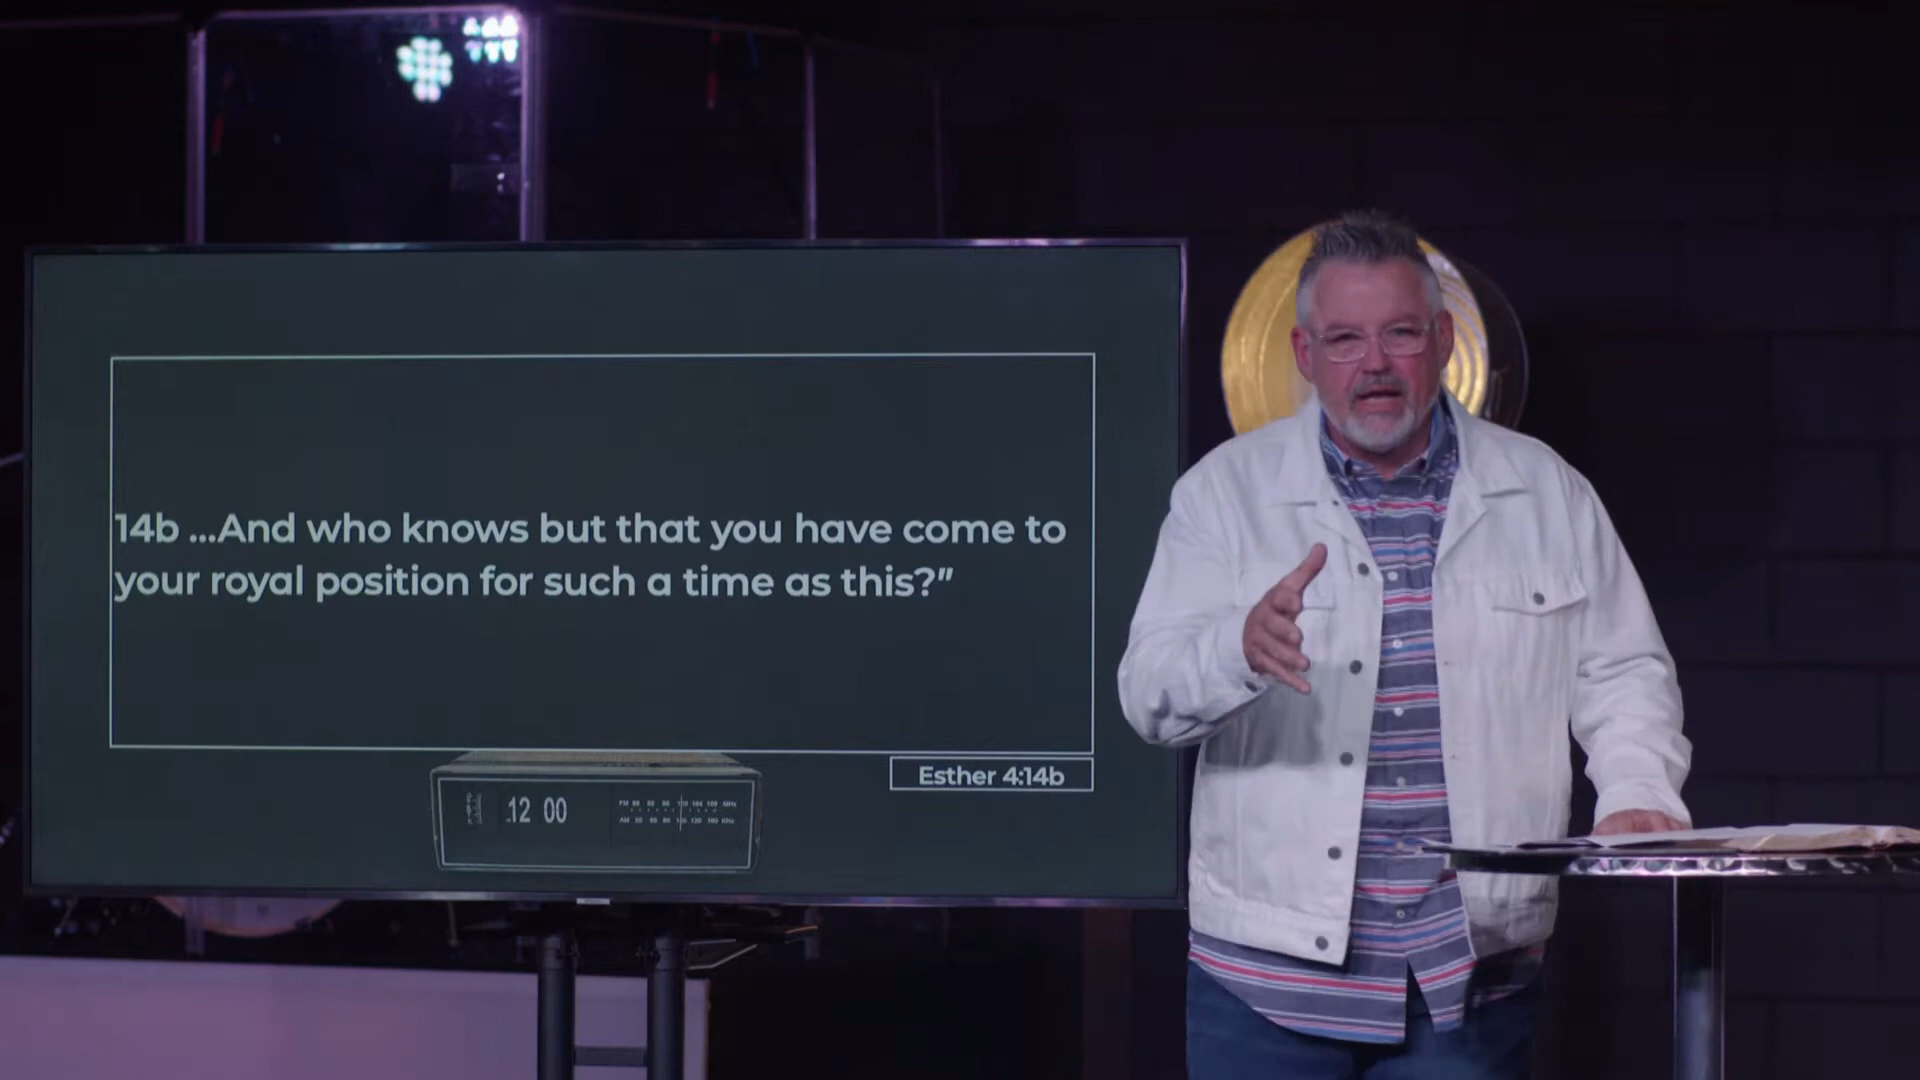 14b ...And who knows but that you have come to
your royal position for such a time as this?”
Esther 4:14b
12 00